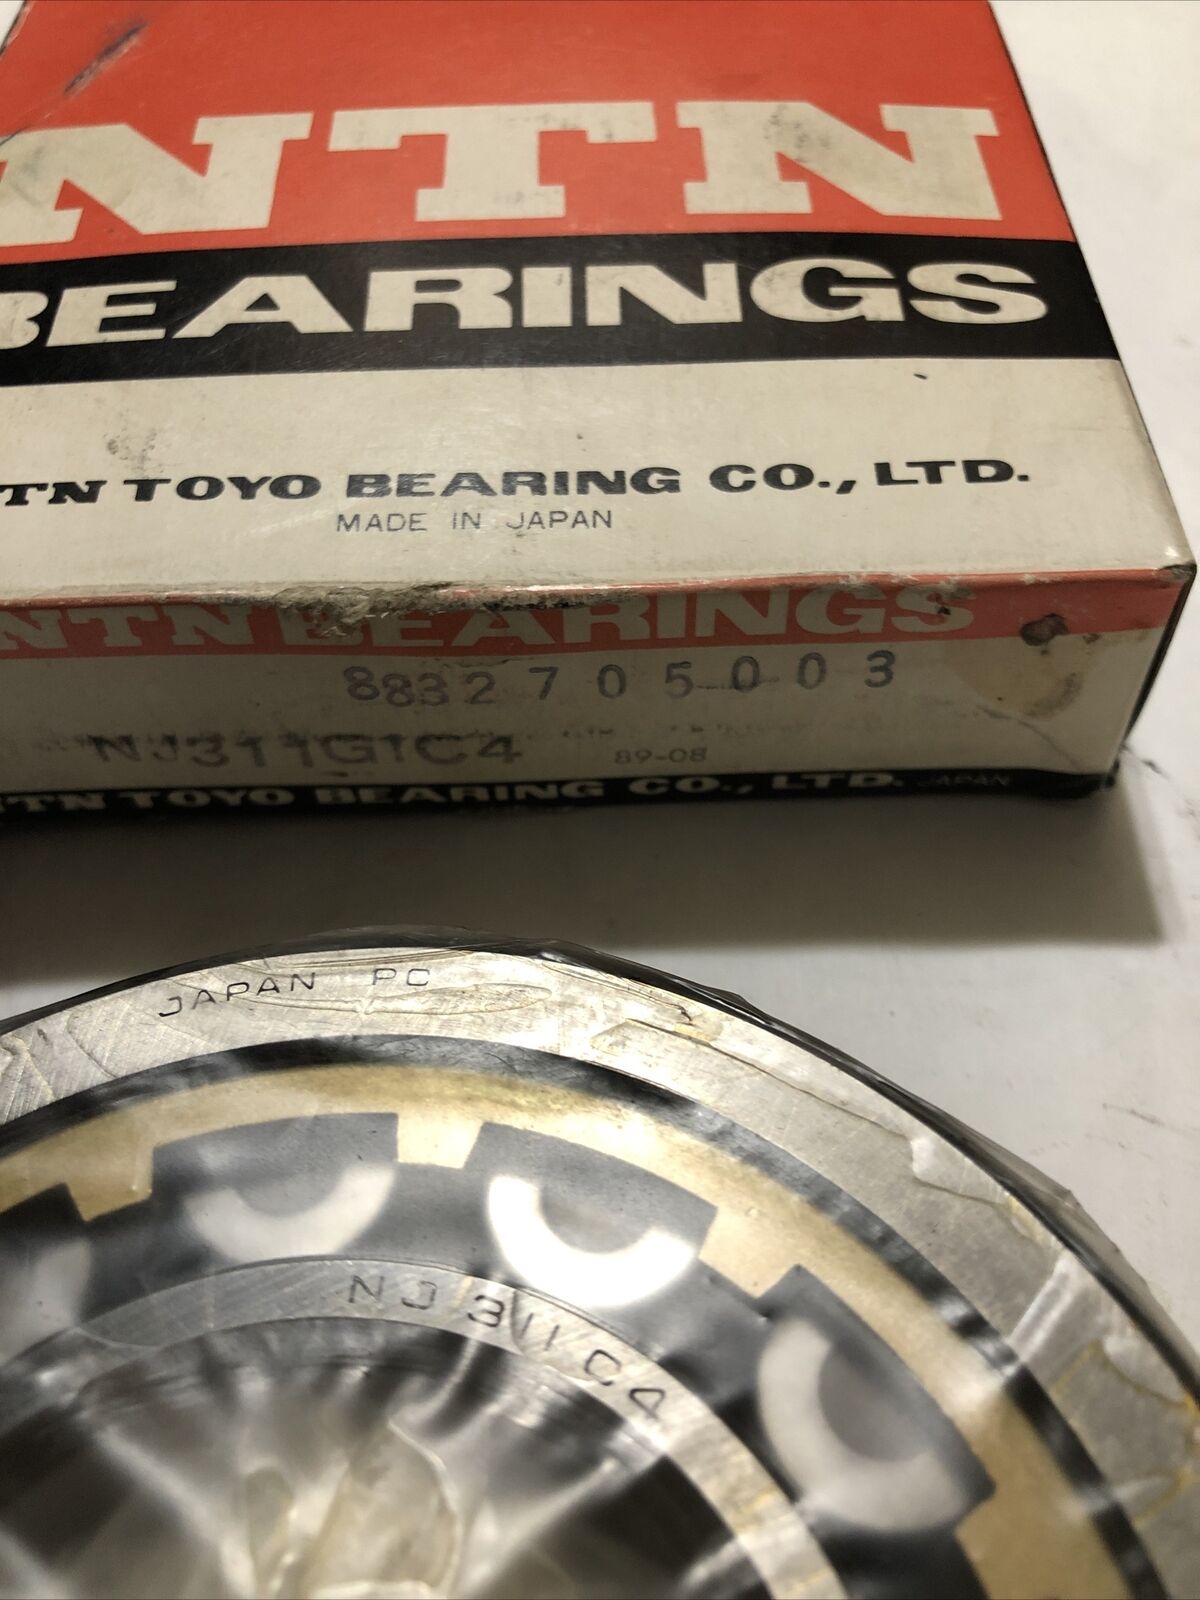 NTN
BEARINGS
NTN TOYO BEARING CO., LTD.
MADE IN JAPAN
NTN BEARINGS
8832705003
NJ311G1C4 89-08
NTN TOYO BEARING CO., LTD. JAPAN
JAPAN PC
NJ311C4